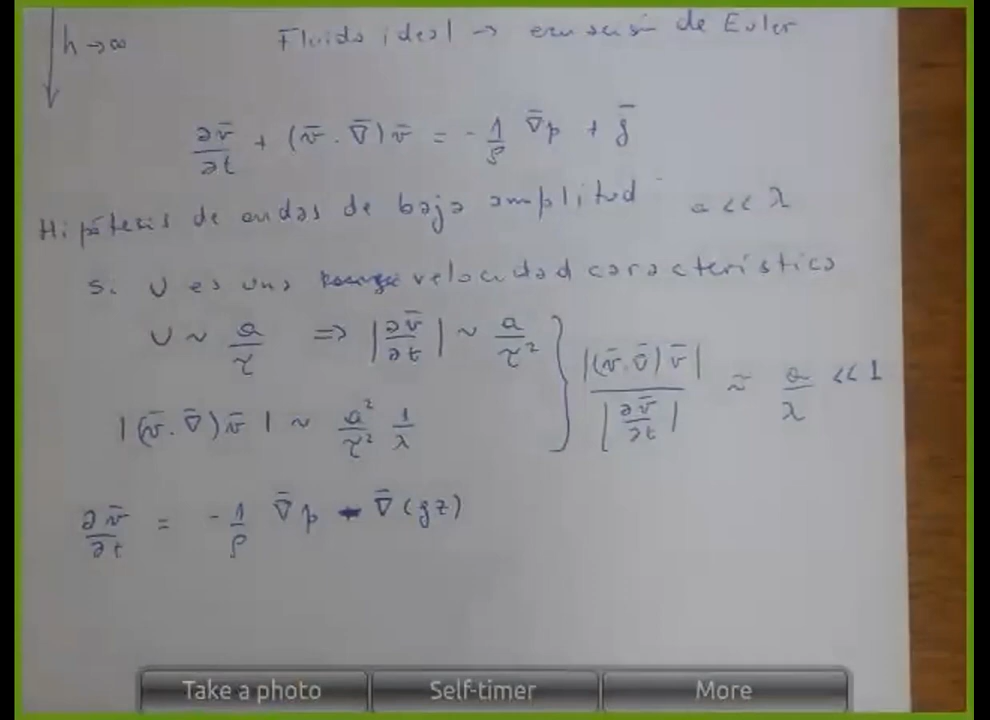 h → ∞ Fluido ideal → ecuación de Euler
∂v̄/∂t + (v̄ . ∇̄) v̄ = - 1/ρ ∇̄p + ḡ
Hipótesis de ondas de baja amplitud a << λ
Si U es una velocidad característica
U ~ a/τ => |∂v̄/∂t| ~ a/τ² } |(v̄.∇̄)v̄| / |∂v̄/∂t| ≈ a/λ << 1
|(v̄.∇̄)v̄| ~ a²/τ² 1/λ
∂v̄/∂t = - 1/ρ ∇̄p - ∇̄(gz)
Take a photo Self-timer More